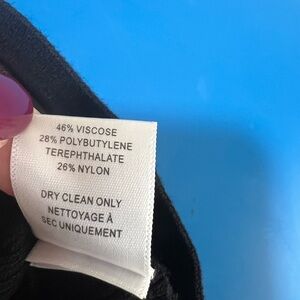 46% VISCOSE
28% POLYBUTYLENE
TEREPHTHALATE
26% NYLON
DRY CLEAN ONLY
NETTOYAGE À
SEC UNIQUEMENT